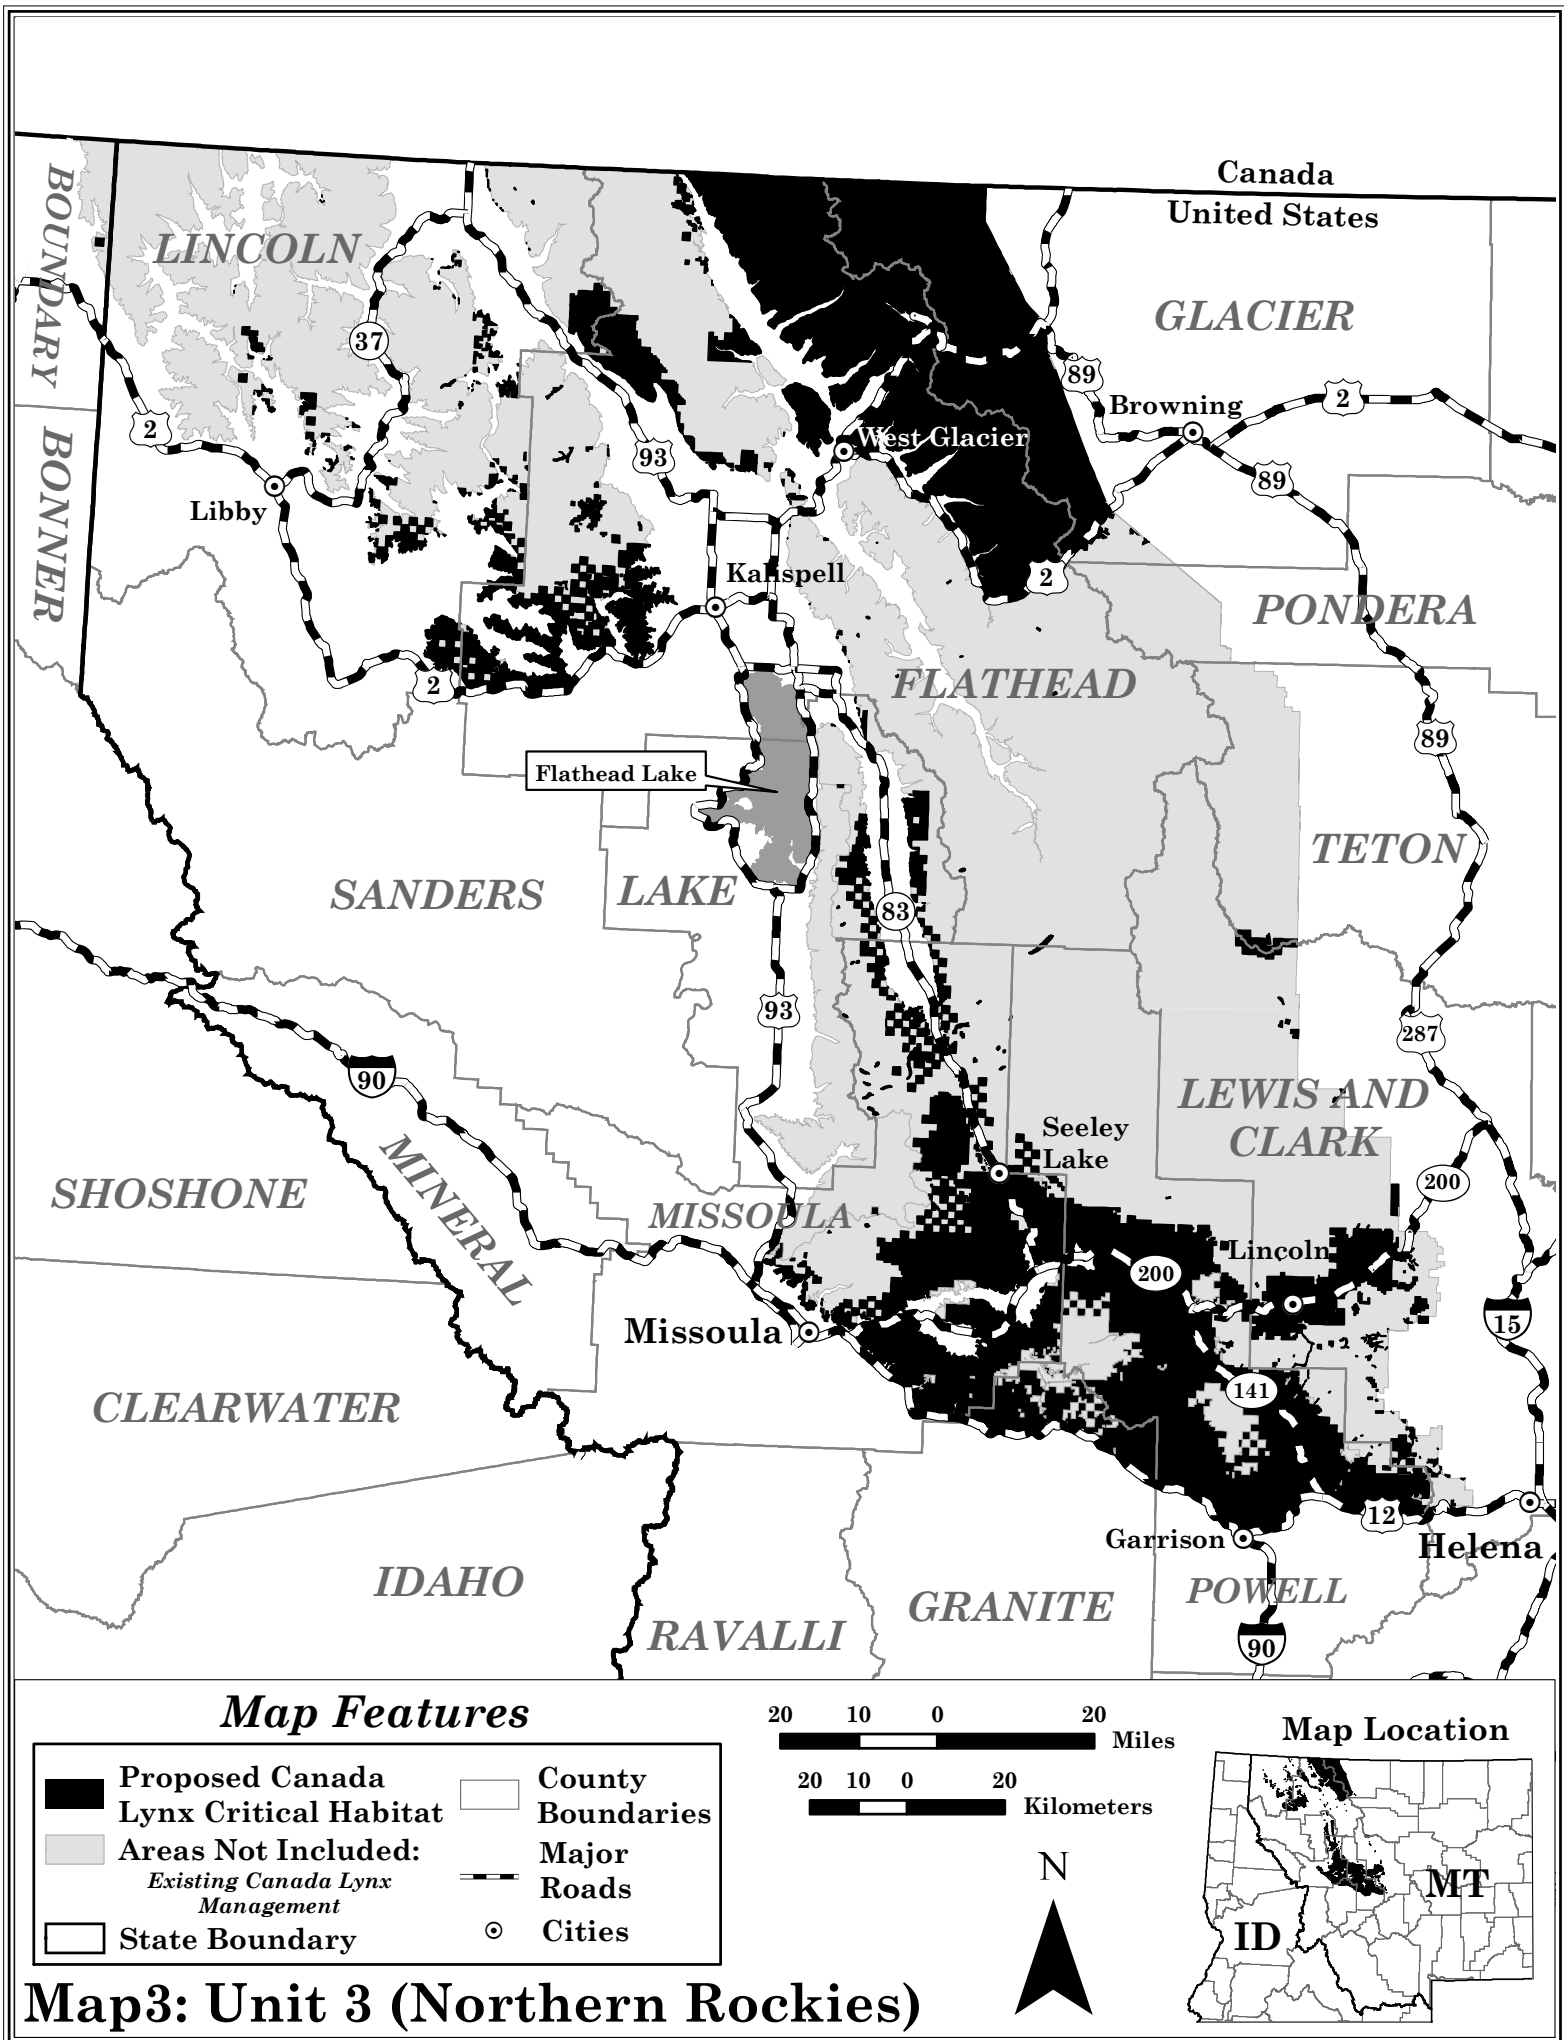 Canada
United States
BOUNDARY
LINCOLN
GLACIER
37
89
Browning
2
2
West Glacier
93
89
BONNER
Libby
Kalispell
2
PONDERA
2
FLATHEAD
89
Flathead Lake
TETON
SANDERS
LAKE
83
93
287
90
LEWIS AND
CLARK
Seeley
Lake
MINERAL
200
SHOSHONE
MISSOULA
Lincoln
200
Missoula
15
141
CLEARWATER
12
Garrison
Helena
IDAHO
POWELL
GRANITE
RAVALLI
90
Map Features
Proposed Canada
Lynx Critical Habitat
Areas Not Included:
Existing Canada Lynx
Management
State Boundary
County
Boundaries
Major
Roads
Cities
20 10 0 20
Miles
20 10 0 20
Kilometers
N
Map Location
MT
ID
Map3: Unit 3 (Northern Rockies)